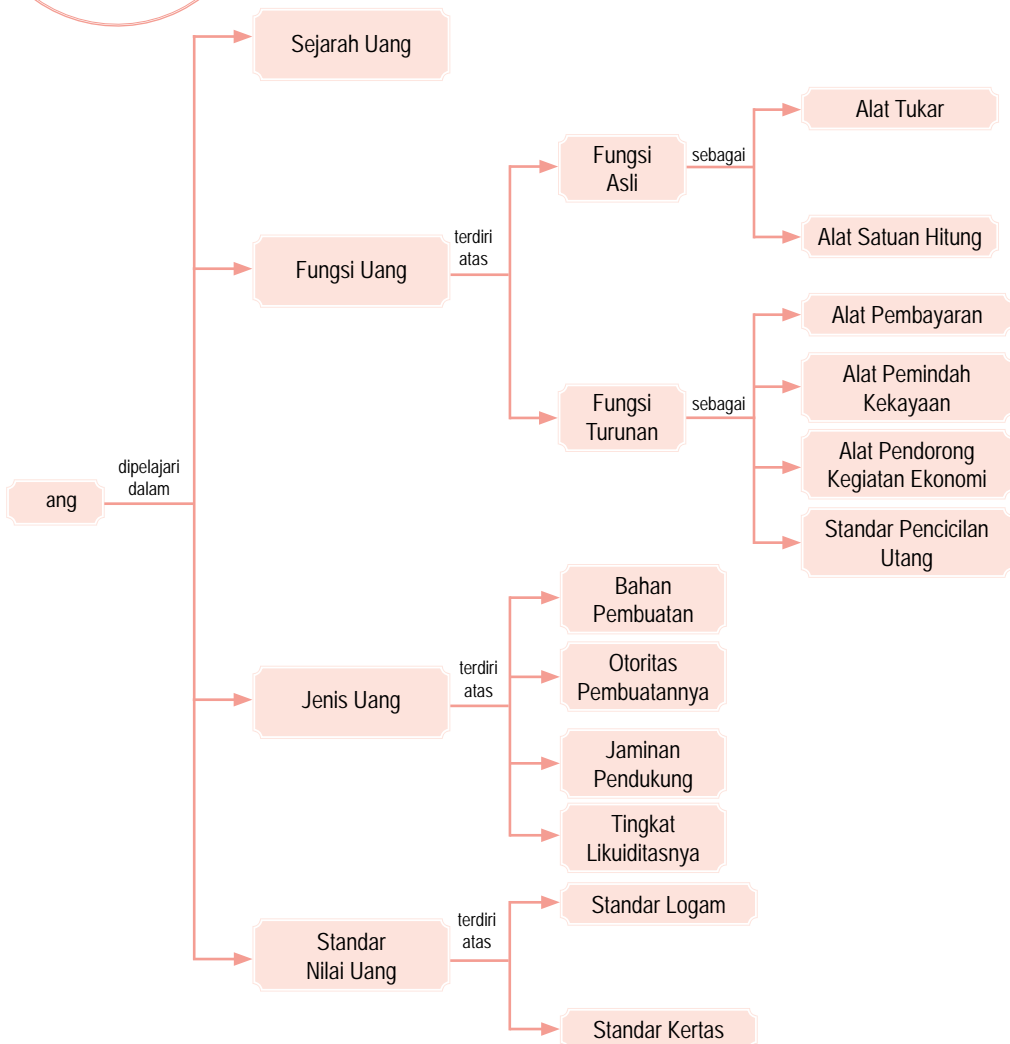 Sejarah Uang
Alat Tukar
Fungsi
Asli
sebagai
Alat Satuan Hitung
terdiri
atas
Fungsi Uang
Alat Pembayaran
Alat Pemindah
Kekayaan
Fungsi
Turunan
sebagai
Alat Pendorong
Kegiatan Ekonomi
Standar Pencicilan
Utang
ang
dipelajari
dalam
Bahan
Pembuatan
Otoritas
Pembuatannya
terdiri
atas
Jenis Uang
Jaminan
Pendukung
Tingkat
Likuiditasnya
Standar Logam
terdiri
atas
Standar
Nilai Uang
Standar Kertas